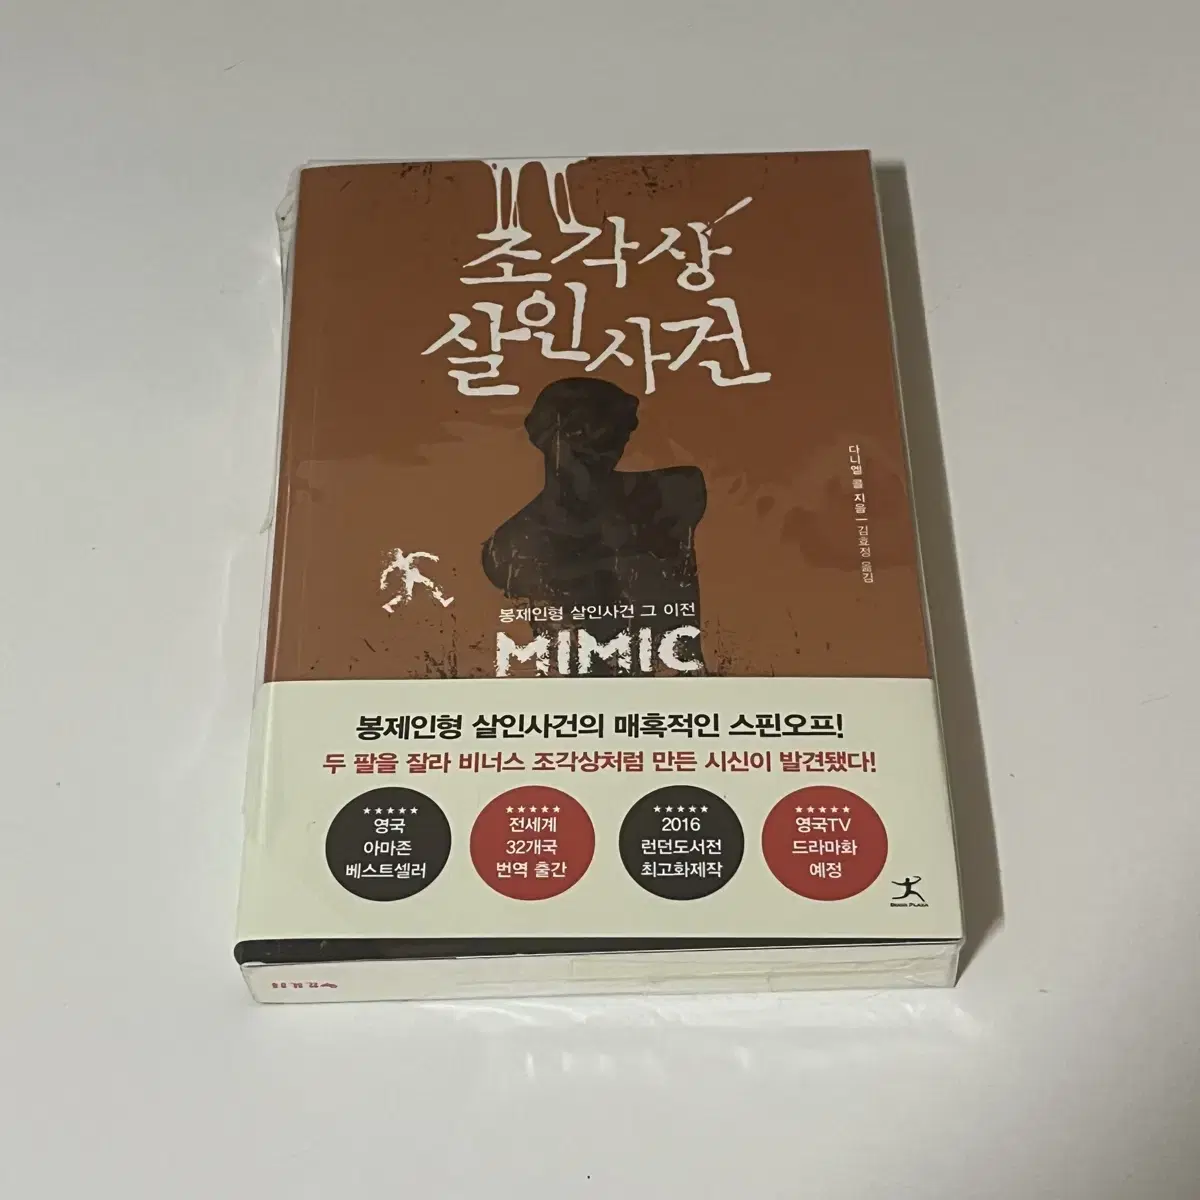 조각상
살인사건
다니엘 콜 지음 | 김효정 옮김
봉제인형 살인사건 그 이전
MIMIC
봉제인형 살인사건의 매혹적인 스핀오프!
두 팔을 잘라 비너스 조각상처럼 만든 시신이 발견됐다!
★★★★★
영국
아마존
베스트셀러
★★★★★
전세계
32개국
번역 출간
★★★★★
2016
런던도서전
최고화제작
★★★★★
영국TV
드라마화
예정
BOOK PLAZA